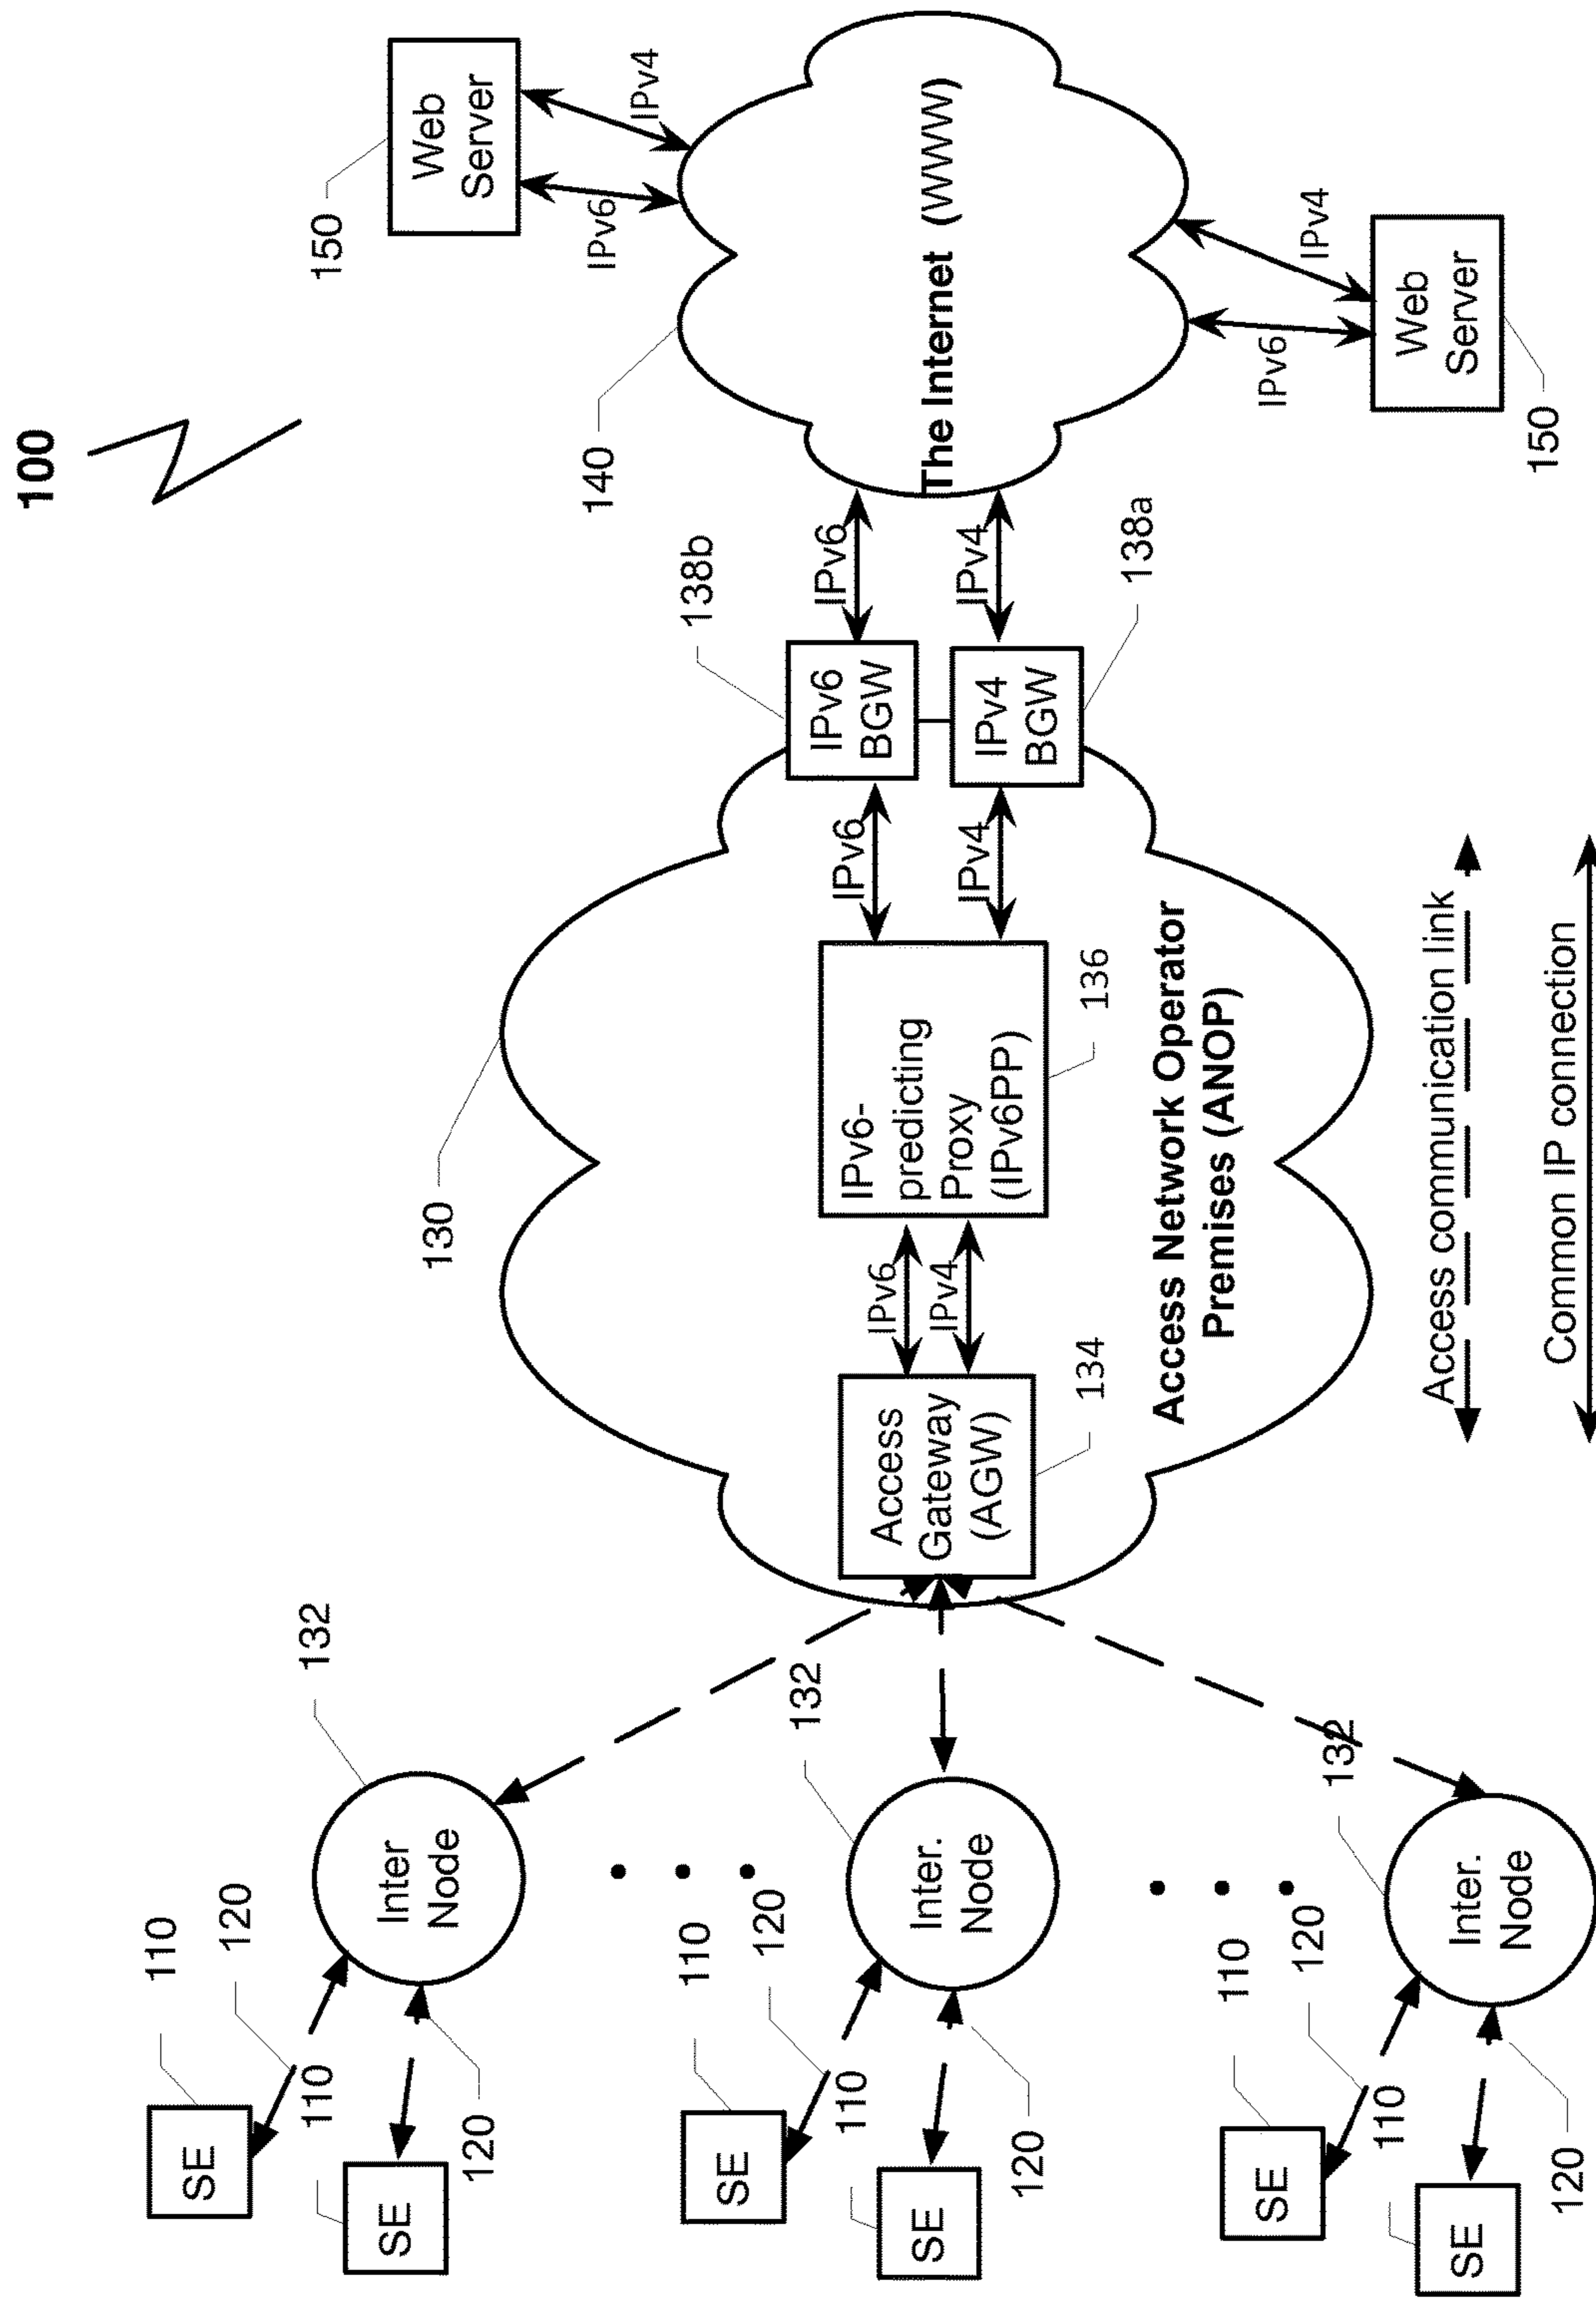 100
110
SE
120
110
SE
120
Inter
Node
132
110
SE
120
110
SE
120
Inter.
Node
132
110
SE
120
110
SE
120
Inter.
Node
132
130
Access
Gateway
(AGW)
134
IPv6
IPv4
IPv6-
predicting
Proxy
(IPv6PP)
136
IPv6
IPv4
Access Network Operator
Premises (ANOP)
138b
IPv6
BGW
IPv4
BGW
138a
IPv6
IPv4
140
The Internet (WWW)
150
Web
Server
IPv6
IPv4
IPv6
IPv4
Web
Server
150
Access communication link
Common IP connection